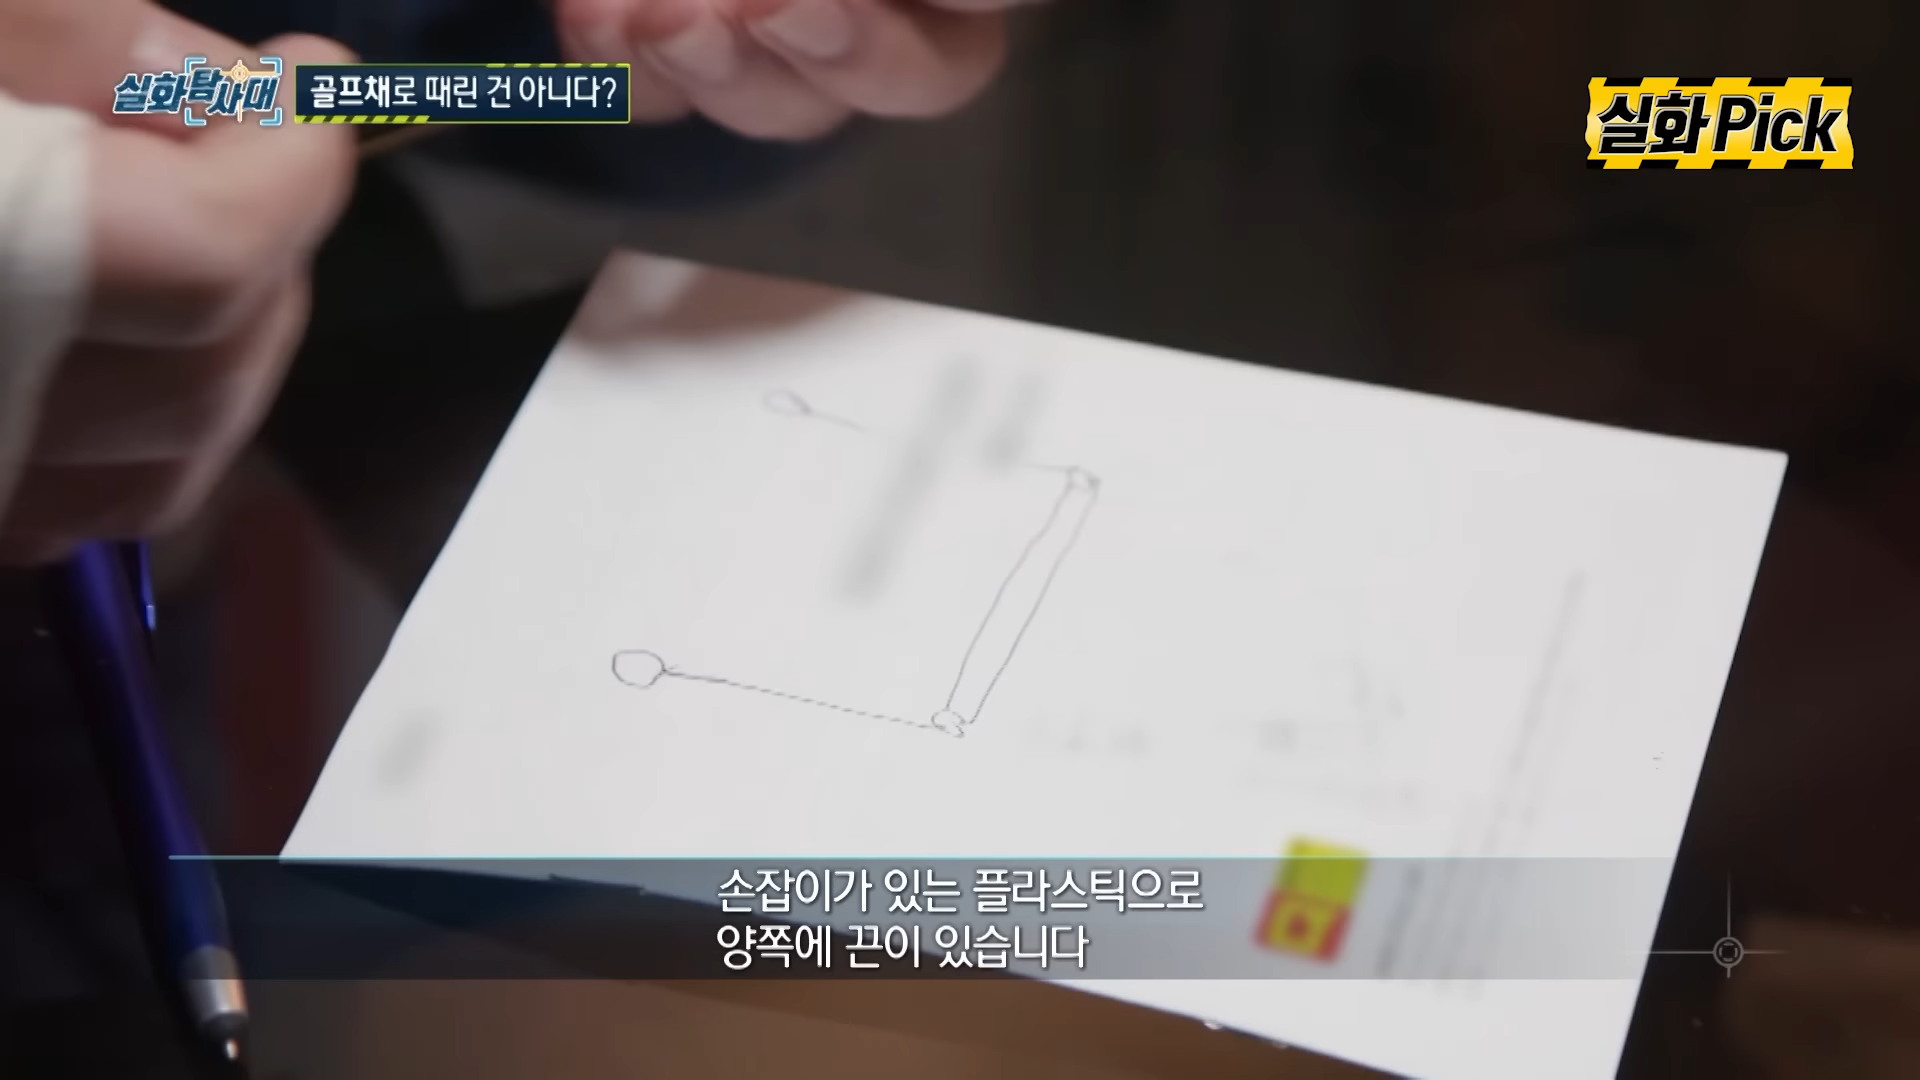 실화탐사대
골프채로 때린 건 아니다?
실화Pick
손잡이가 있는 플라스틱으로
양쪽에 끈이 있습니다